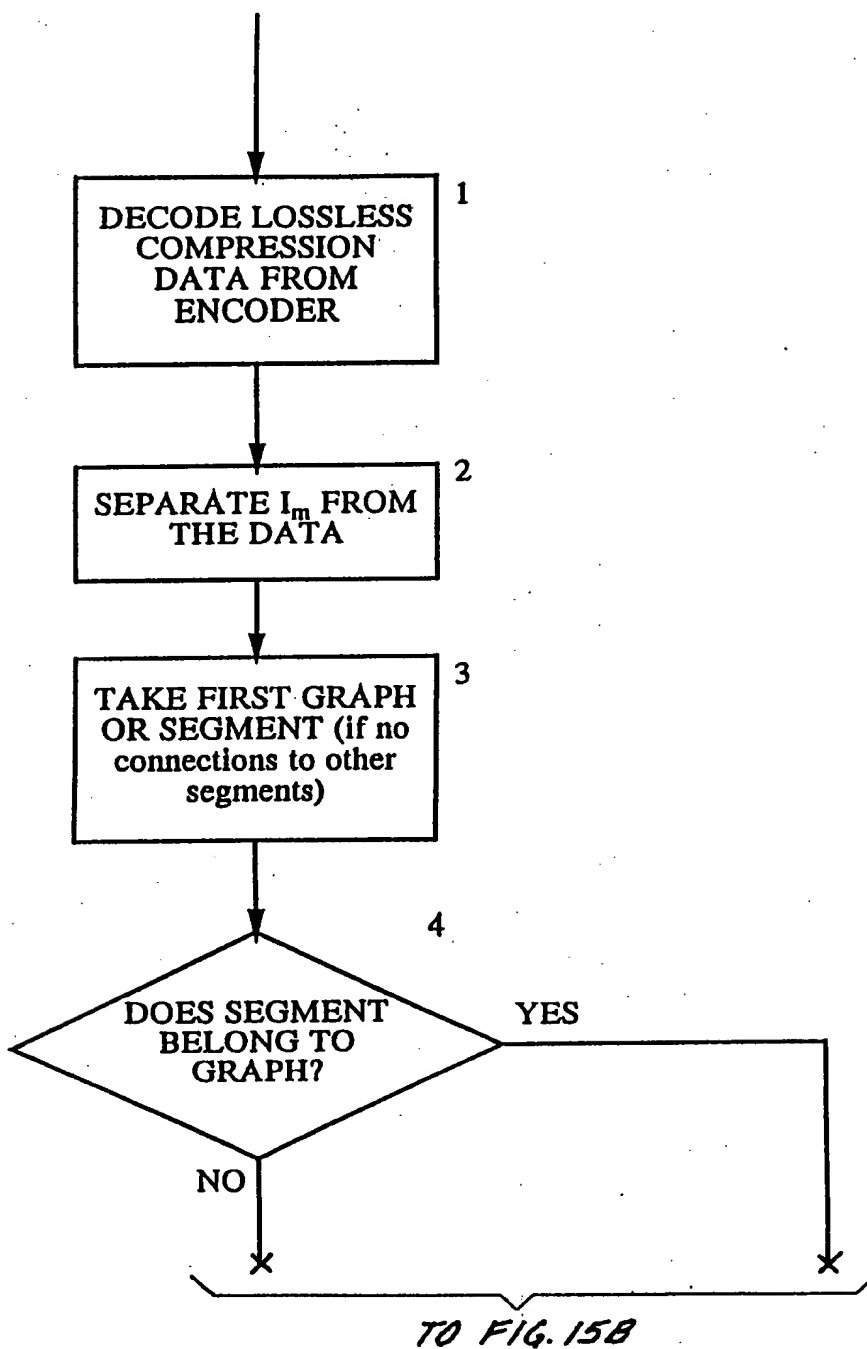 1
DECODE LOSSLESS
COMPRESSION
DATA FROM
ENCODER
2
SEPARATE Im FROM
THE DATA
3
TAKE FIRST GRAPH
OR SEGMENT (if no
connections to other
segments)
4
DOES SEGMENT
BELONG TO
GRAPH?
YES
NO
TO FIG. 15B